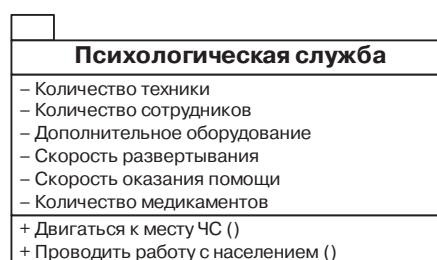 Психологическая служба
– Количество техники
– Количество сотрудников
– Дополнительное оборудование
– Скорость развертывания
– Скорость оказания помощи
– Количество медикаментов
+ Двигаться к месту ЧС ()
+ Проводить работу с населением ()